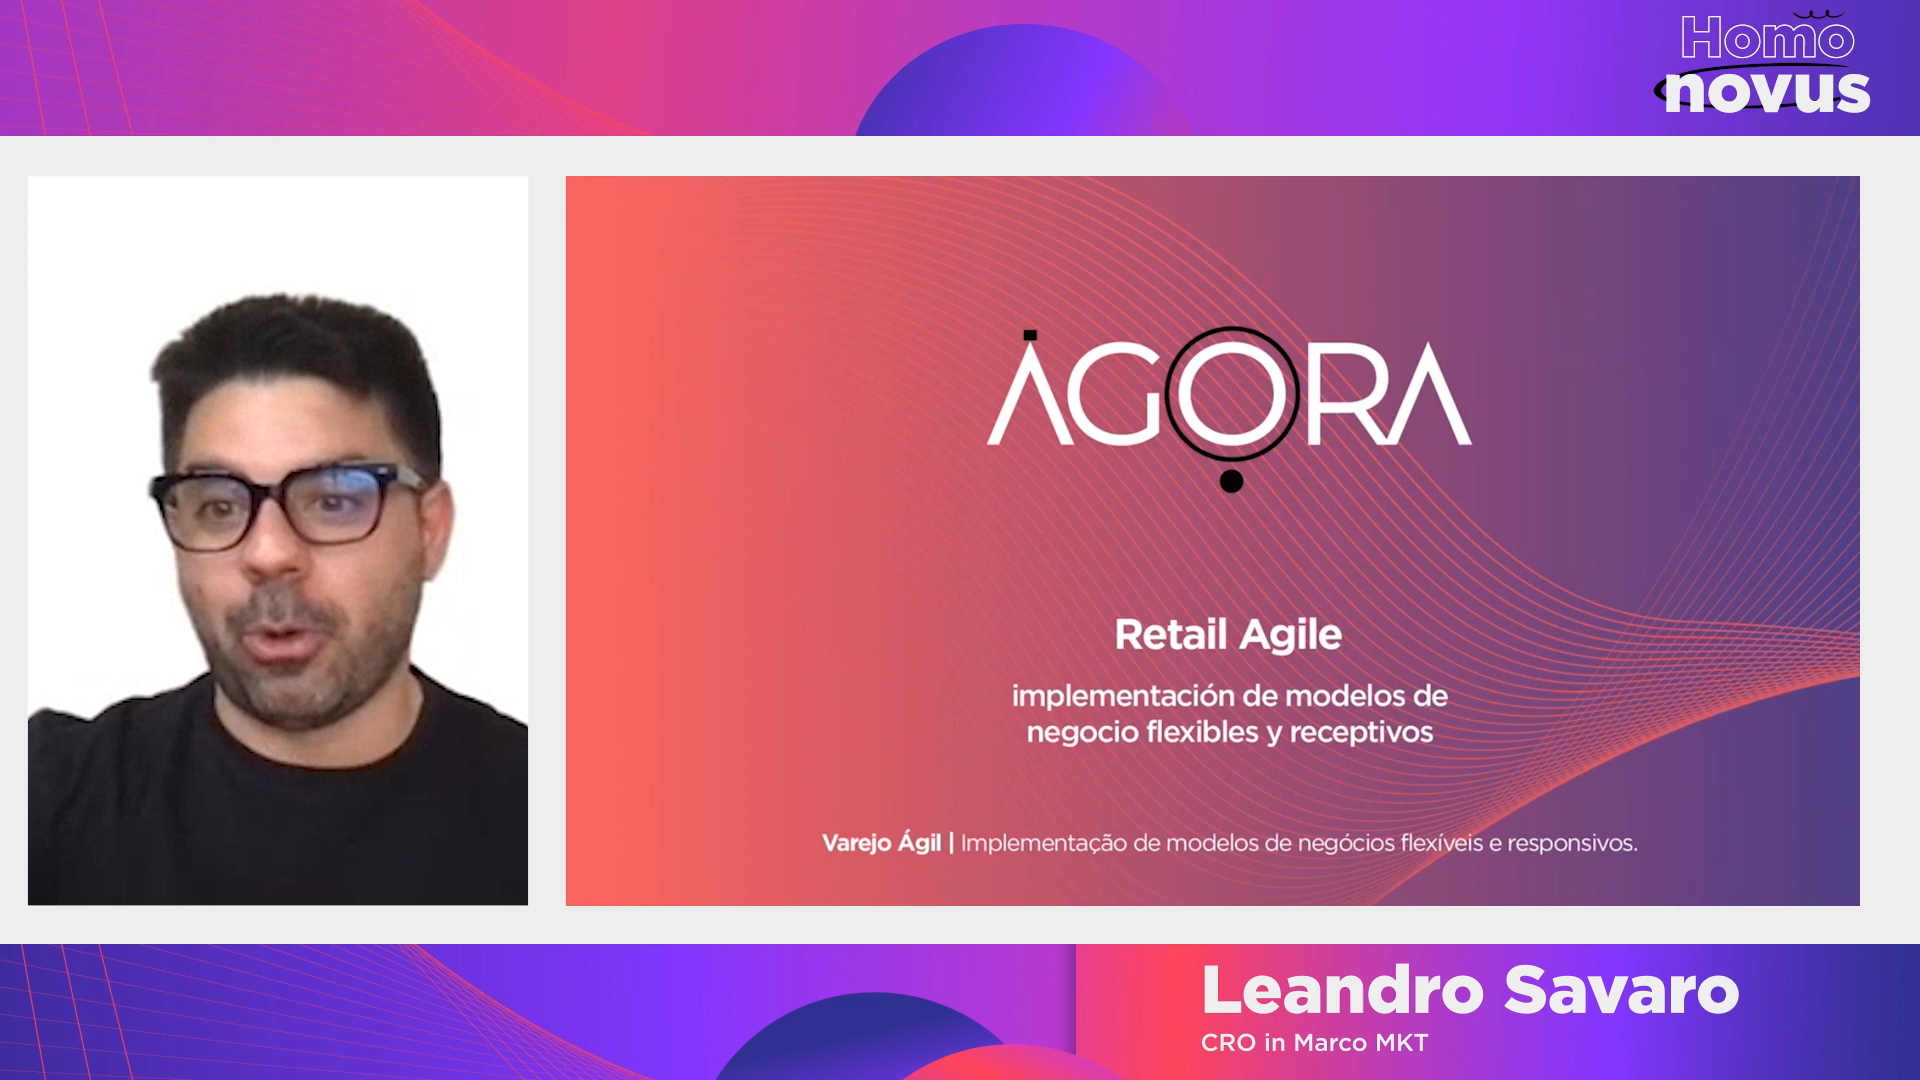 Homo
novus
ÁGORA
Retail Agile
implementación de modelos de
negocio flexibles y receptivos
Varejo Ágil | Implementação de modelos de negócios flexíveis e responsivos.
Leandro Savaro
CRO in Marco MKT